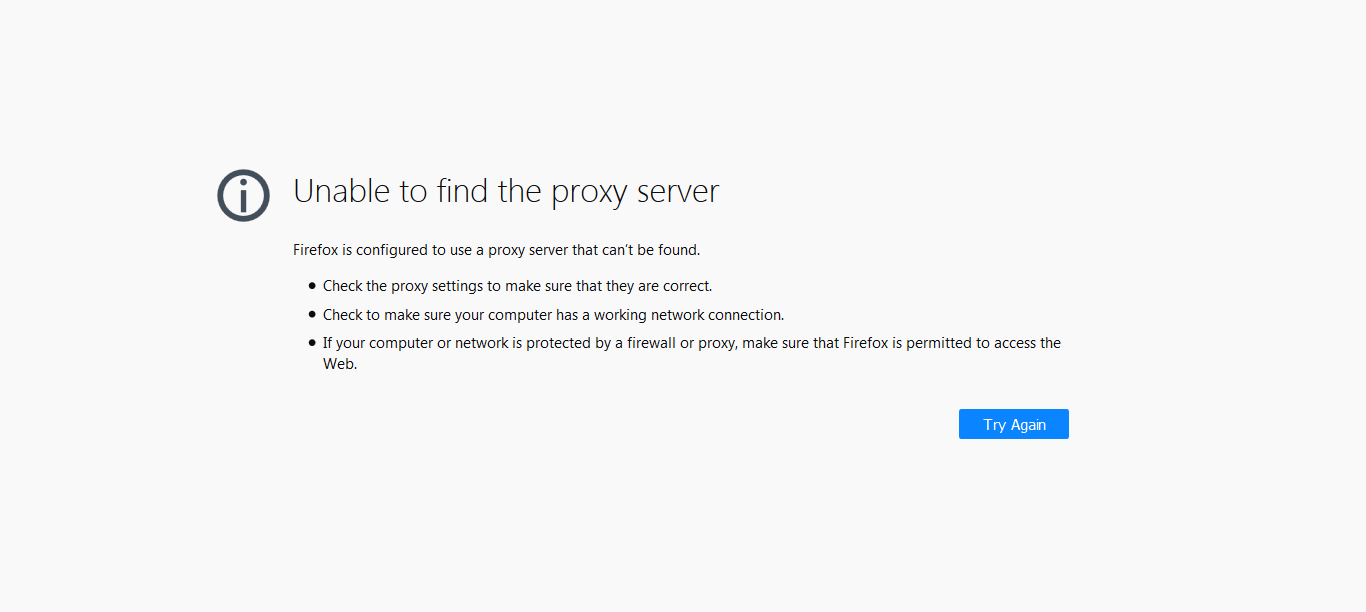 Unable to find the proxy server
Firefox is configured to use a proxy server that can’t be found.
Check the proxy settings to make sure that they are correct.
Check to make sure your computer has a working network connection.
If your computer or network is protected by a firewall or proxy, make sure that Firefox is permitted to access the
Web.
Try Again